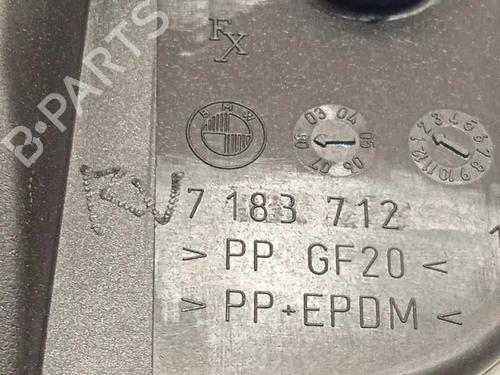 B-PARTS
FX
BMW
03 04 05 06 07 08
1 2 3 4 5 6 7 8 9 10 11 12
7 183 712
> PP GF20 <
> PP+EPDM <